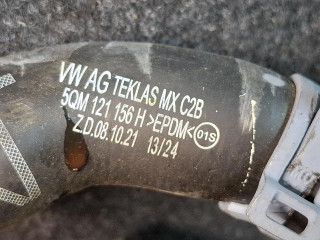 VW AG TEKLAS MX C2B
5QM 121 156 H >EPDM< 01S
Z.D.08.10.21 13/24